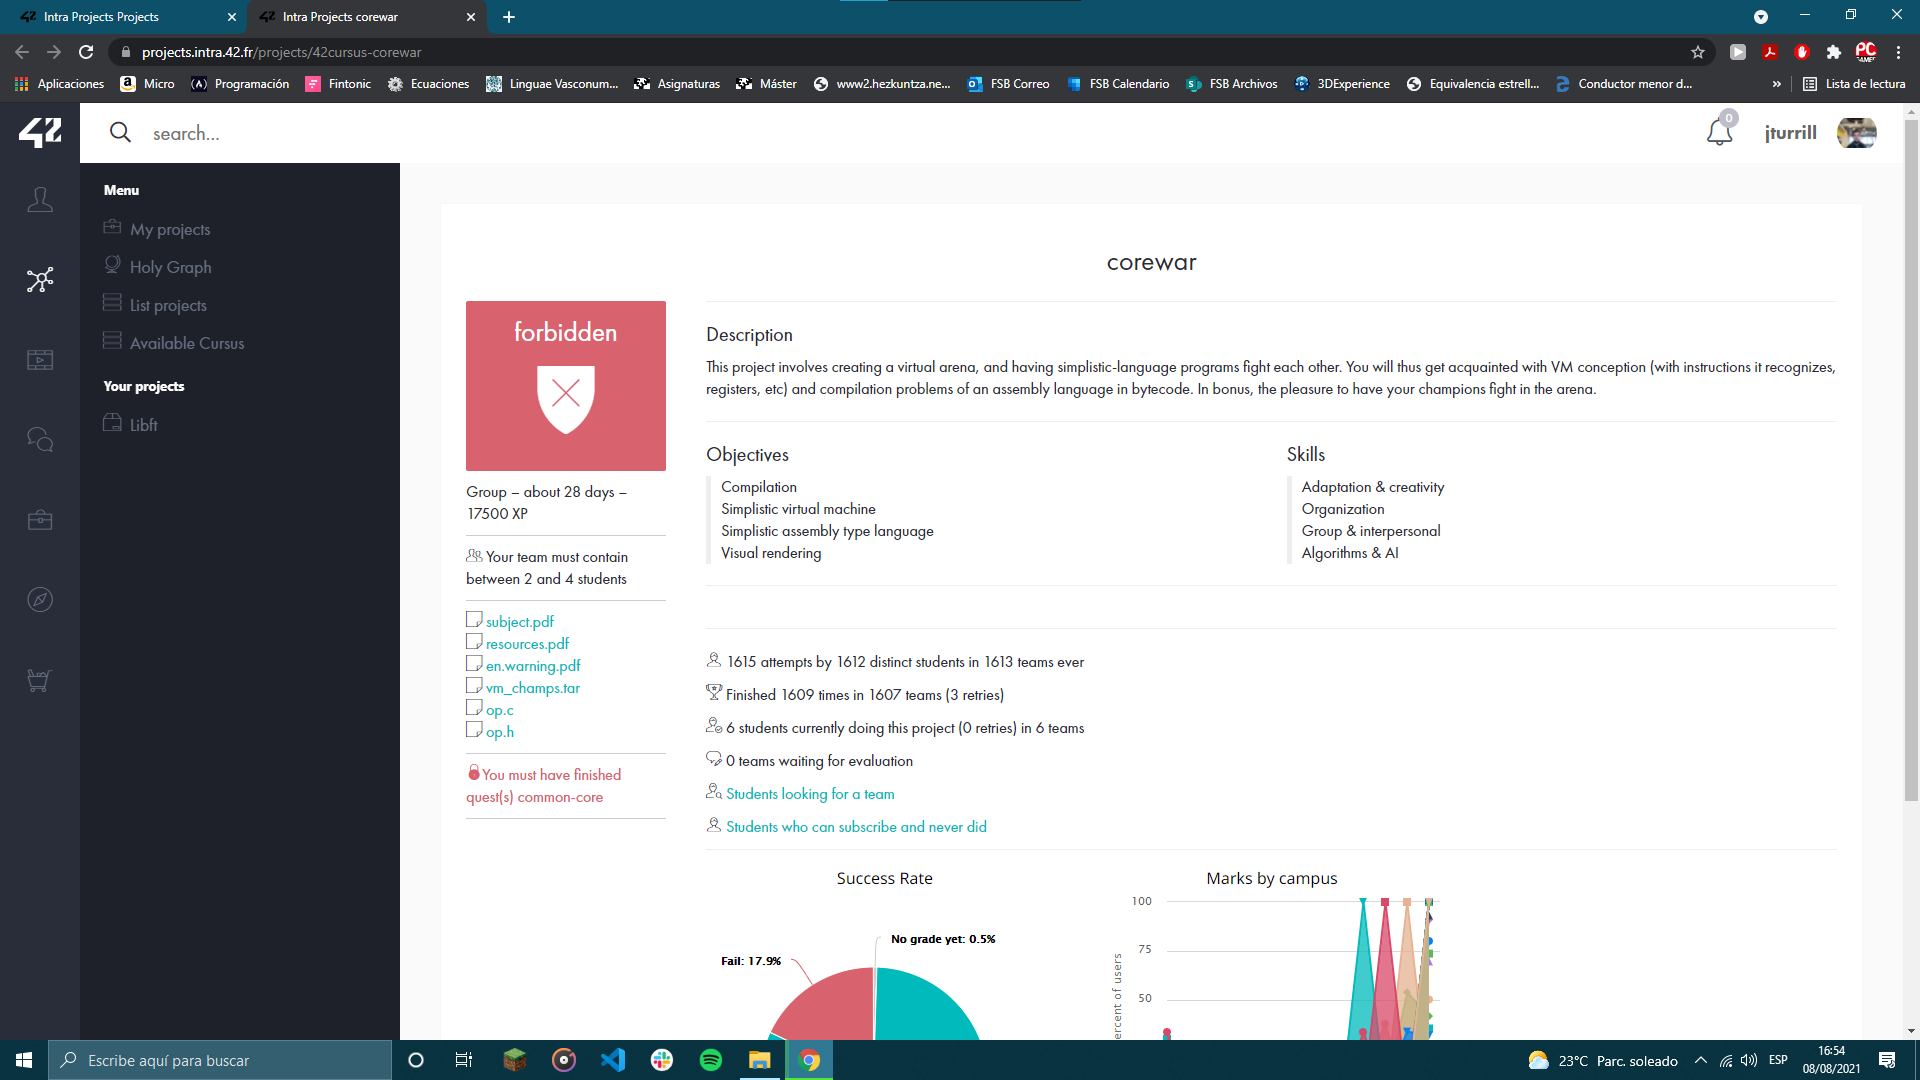 Intra Projects Projects
Intra Projects corewar
projects.intra.42.fr/projects/42cursus-corewar
Aplicaciones
Micro
Programación
Fintonic
Ecuaciones
Linguae Vasconum...
Asignaturas
Máster
www2.hezkuntza.ne...
FSB Correo
FSB Calendario
FSB Archivos
3DExperience
Equivalencia estrell...
Conductor menor d...
»
Lista de lectura
42
search...
0
jturrill
Menu
My projects
Holy Graph
List projects
Available Cursus
Your projects
Libft
corewar
forbidden
Group – about 28 days –
17500 XP
Your team must contain
between 2 and 4 students
subject.pdf
resources.pdf
en.warning.pdf
vm_champs.tar
op.c
op.h
You must have finished
quest(s) common-core
Description
This project involves creating a virtual arena, and having simplistic-language programs fight each other. You will thus get acquainted with VM conception (with instructions it recognizes,
registers, etc) and compilation problems of an assembly language in bytecode. In bonus, the pleasure to have your champions fight in the arena.
Objectives
Compilation
Simplistic virtual machine
Simplistic assembly type language
Visual rendering
Skills
Adaptation & creativity
Organization
Group & interpersonal
Algorithms & AI
1615 attempts by 1612 distinct students in 1613 teams ever
Finished 1609 times in 1607 teams (3 retries)
6 students currently doing this project (0 retries) in 6 teams
0 teams waiting for evaluation
Students looking for a team
Students who can subscribe and never did
Success Rate
No grade yet: 0.5%
Fail: 17.9%
Marks by campus
100
75
50
ercent of users
Escribe aquí para buscar
23°C Parc. soleado
ESP
16:54
08/08/2021